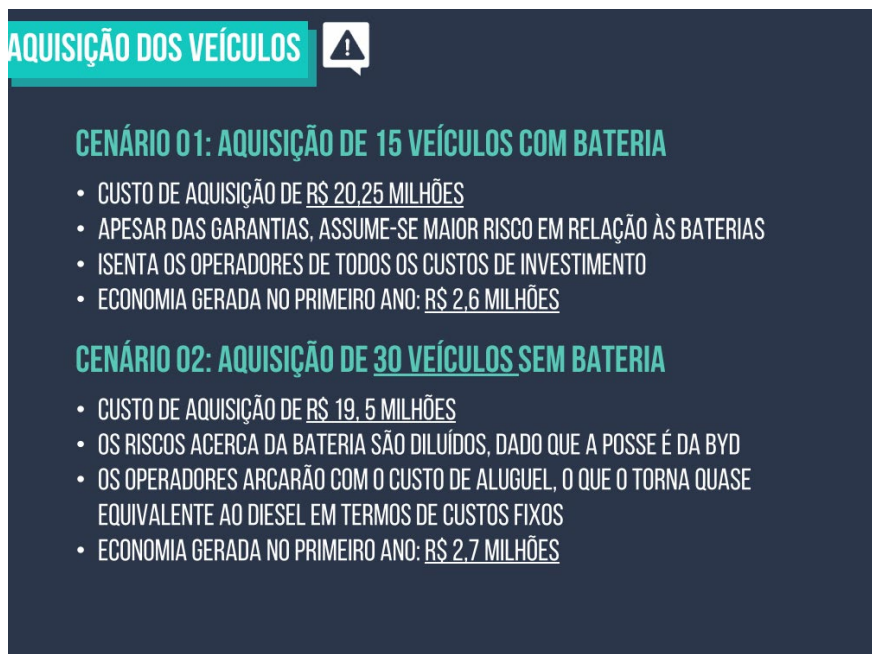 AQUISIÇÃO DOS VEÍCULOS
CENÁRIO 01: AQUISIÇÃO DE 15 VEÍCULOS COM BATERIA
• CUSTO DE AQUISIÇÃO DE R$ 20,25 MILHÕES
• APESAR DAS GARANTIAS, ASSUME-SE MAIOR RISCO EM RELAÇÃO ÀS BATERIAS
• ISENTA OS OPERADORES DE TODOS OS CUSTOS DE INVESTIMENTO
• ECONOMIA GERADA NO PRIMEIRO ANO: R$ 2,6 MILHÕES
CENÁRIO 02: AQUISIÇÃO DE 30 VEÍCULOS SEM BATERIA
• CUSTO DE AQUISIÇÃO DE R$ 19, 5 MILHÕES
• OS RISCOS ACERCA DA BATERIA SÃO DILUÍDOS, DADO QUE A POSSE É DA BYD
• OS OPERADORES ARCARÃO COM O CUSTO DE ALUGUEL, O QUE O TORNA QUASE
EQUIVALENTE AO DIESEL EM TERMOS DE CUSTOS FIXOS
• ECONOMIA GERADA NO PRIMEIRO ANO: R$ 2,7 MILHÕES